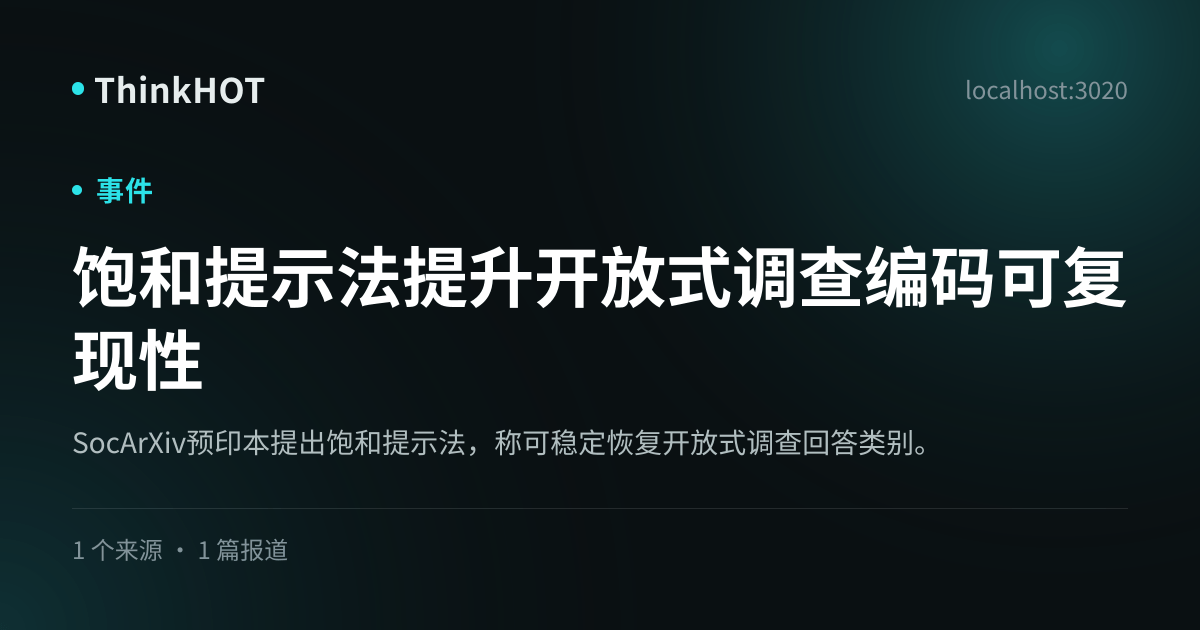 ThinkHOT
localhost:3020
事件
饱和提示法提升开放式调查编码可复
现性
SocArXiv预印本提出饱和提示法，称可稳定恢复开放式调查回答类别。
1 个来源 · 1 篇报道